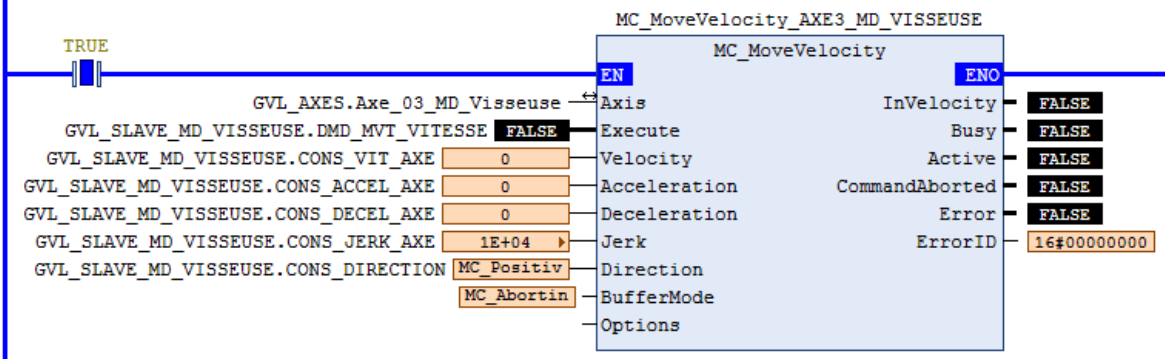 MC_MoveVelocity_AXE3_MD_VISSEUSE
TRUE
MC_MoveVelocity
EN ENO
GVL_AXES.Axe_03_MD_Visseuse Axis InVelocity FALSE
GVL_SLAVE_MD_VISSEUSE.DMD_MVT_VITESSE FALSE Execute Busy FALSE
GVL_SLAVE_MD_VISSEUSE.CONS_VIT_AXE 0 Velocity Active FALSE
GVL_SLAVE_MD_VISSEUSE.CONS_ACCEL_AXE 0 Acceleration CommandAborted FALSE
GVL_SLAVE_MD_VISSEUSE.CONS_DECEL_AXE 0 Deceleration Error FALSE
GVL_SLAVE_MD_VISSEUSE.CONS_JERK_AXE 1E+04 Jerk ErrorID 16#00000000
GVL_SLAVE_MD_VISSEUSE.CONS_DIRECTION MC_Positiv Direction
MC_Abortin BufferMode
Options